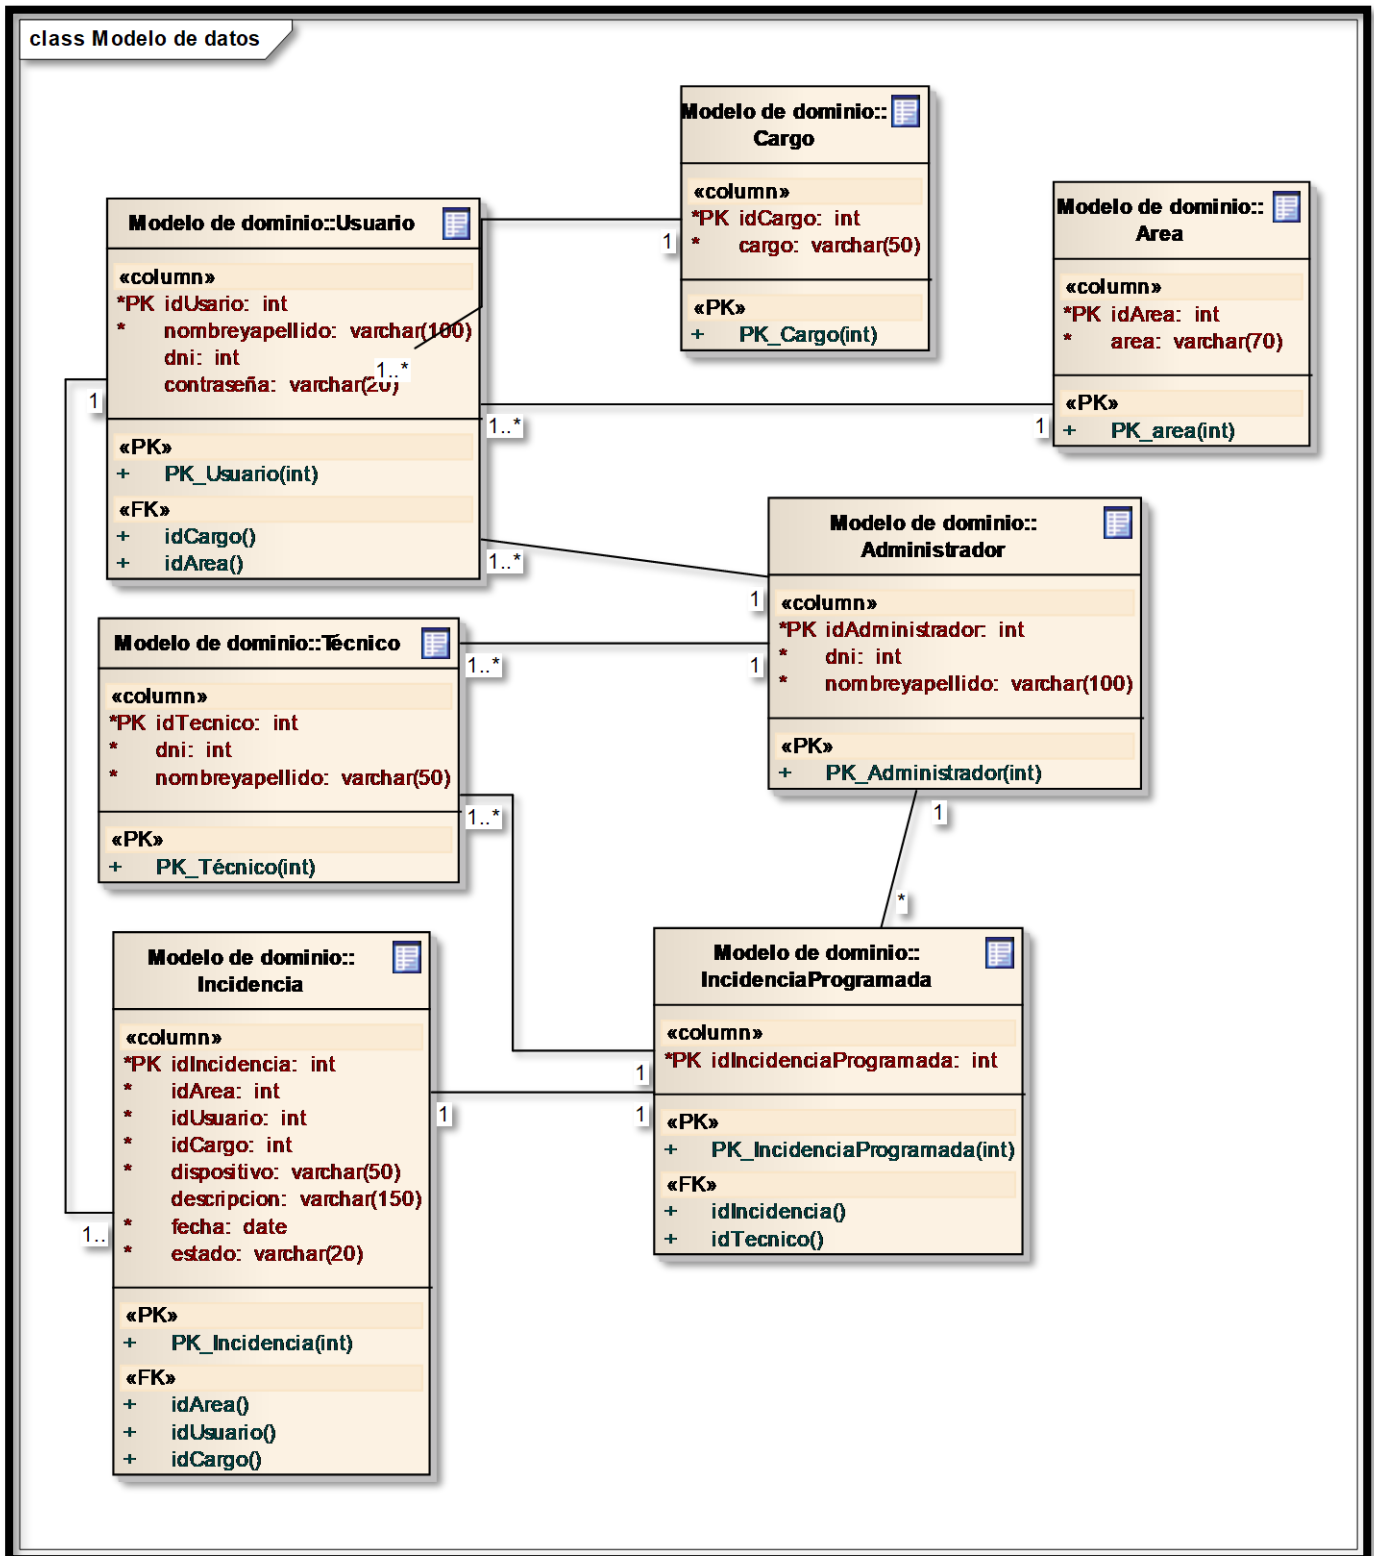 class Modelo de datos
Modelo de dominio::
Cargo
«column»
*PK idCargo: int
* cargo: varchar(50)
«PK»
+ PK_Cargo(int)
Modelo de dominio::
Area
«column»
*PK idArea: int
* area: varchar(70)
«PK»
+ PK_area(int)
Modelo de dominio::Usuario
«column»
*PK idUsario: int
* nombreyapellido: varchar(100)
dni: int
contraseña: varchar(20)
«PK»
+ PK_Usuario(int)
«FK»
+ idCargo()
+ idArea()
1
1..*
1
1..*
1
1..*
1
Modelo de dominio::
Administrador
«column»
*PK idAdministrador: int
* dni: int
* nombreyapellido: varchar(100)
«PK»
+ PK_Administrador(int)
Modelo de dominio::Técnico
«column»
*PK idTecnico: int
* dni: int
* nombreyapellido: varchar(50)
«PK»
+ PK_Técnico(int)
1..*
1
1..*
1
*
Modelo de dominio::
Incidencia
«column»
*PK idIncidencia: int
* idArea: int
* idUsuario: int
* idCargo: int
* dispositivo: varchar(50)
descripcion: varchar(150)
* fecha: date
* estado: varchar(20)
«PK»
+ PK_Incidencia(int)
«FK»
+ idArea()
+ idUsuario()
+ idCargo()
1..
1
1
1
Modelo de dominio::
IncidenciaProgramada
«column»
*PK idIncidenciaProgramada: int
«PK»
+ PK_IncidenciaProgramada(int)
«FK»
+ idIncidencia()
+ idTecnico()